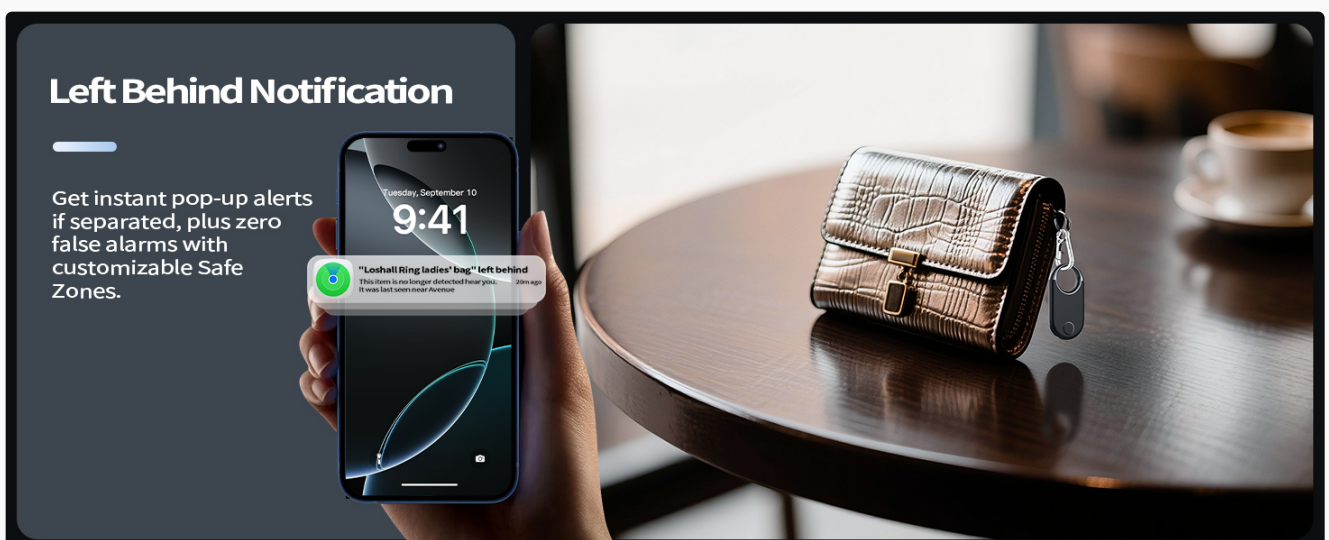 Left Behind Notification
Get instant pop-up alerts
if separated, plus zero
false alarms with
customizable Safe
Zones.
Tuesday, September 10
9:41
"Loshall Ring ladies' bag" left behind
This item is no longer detected hear you.
20m ago
It was last seen near Avenue